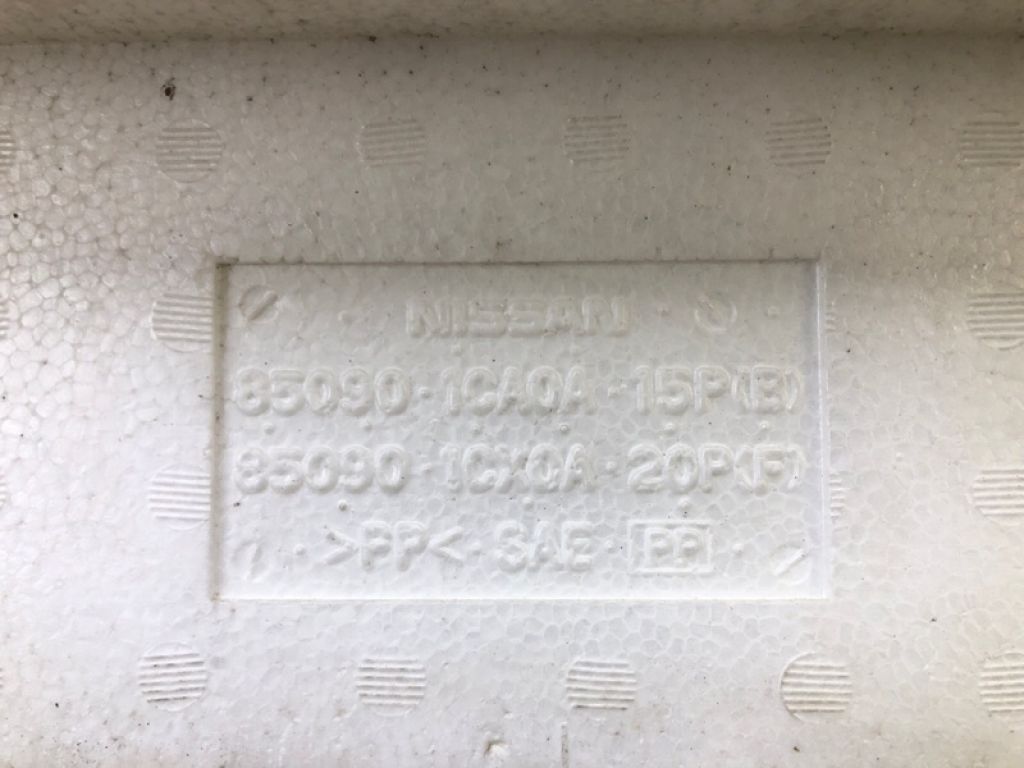 NISSAN
85090-1CA0A-15P(B)
85090-1CX0A-20P(F)
>PP< SAE PP